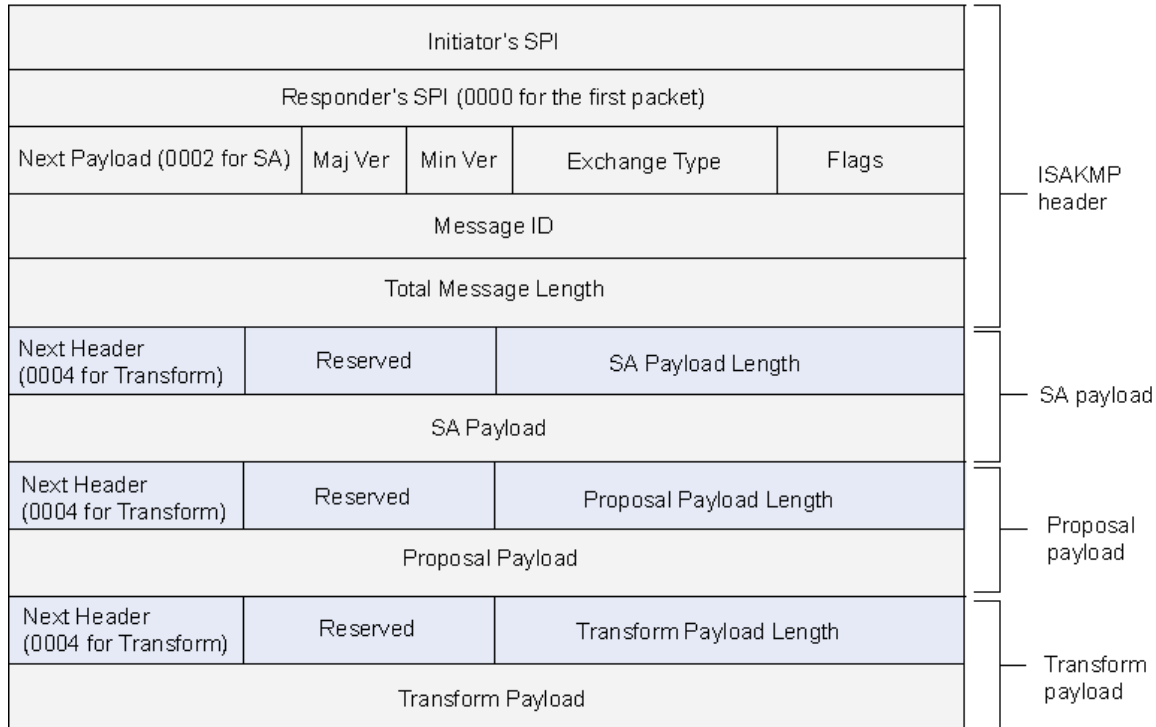 Initiator's SPI
Responder's SPI (0000 for the first packet)
Next Payload (0002 for SA)
Maj Ver
Min Ver
Exchange Type
Flags
ISAKMP
header
Message ID
Total Message Length
Next Header
(0004 for Transform)
Reserved
SA Payload Length
SA payload
SA Payload
Next Header
(0004 for Transform)
Reserved
Proposal Payload Length
Proposal
payload
Proposal Payload
Next Header
(0004 for Transform)
Reserved
Transform Payload Length
Transform
payload
Transform Payload